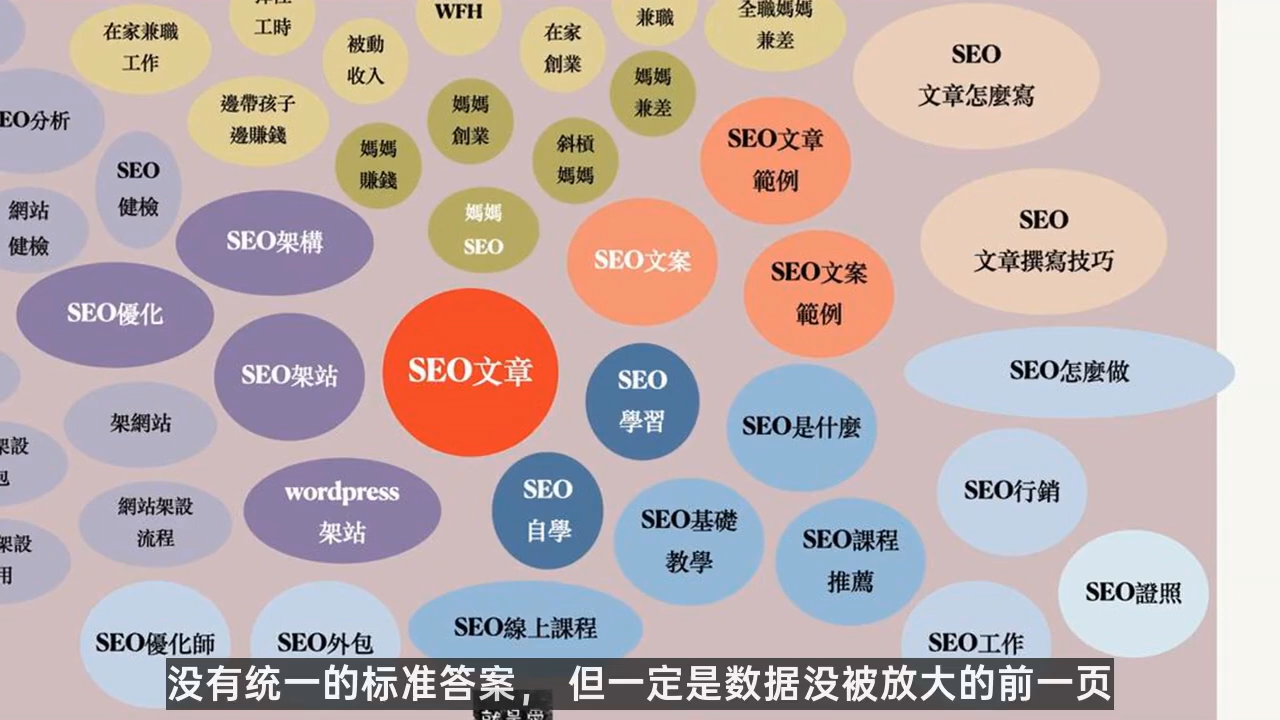 在家兼職
工作
工時
被動
收入
WFH
在家
創業
兼職
全職媽媽
兼差
SEO
文章怎麼寫
EO分析
邊帶孩子
邊賺錢
媽媽
創業
媽媽
兼差
SEO
健檢
媽媽
賺錢
斜槓
媽媽
SEO文章
範例
網站
健檢
SEO架構
媽媽
SEO
SEO文案
SEO
文章撰寫技巧
SEO優化
SEO文案
範例
SEO架站
SEO文章
SEO
學習
SEO是什麼
SEO怎麼做
架網站
架設
包
wordpress
架站
SEO
自學
SEO基礎
教學
SEO行銷
網站架設
流程
架設
用
SEO課程
推薦
SEO證照
SEO優化師
SEO外包
SEO線上課程
SEO工作
没有统一的标准答案， 但一定是数据没被放大的前一页